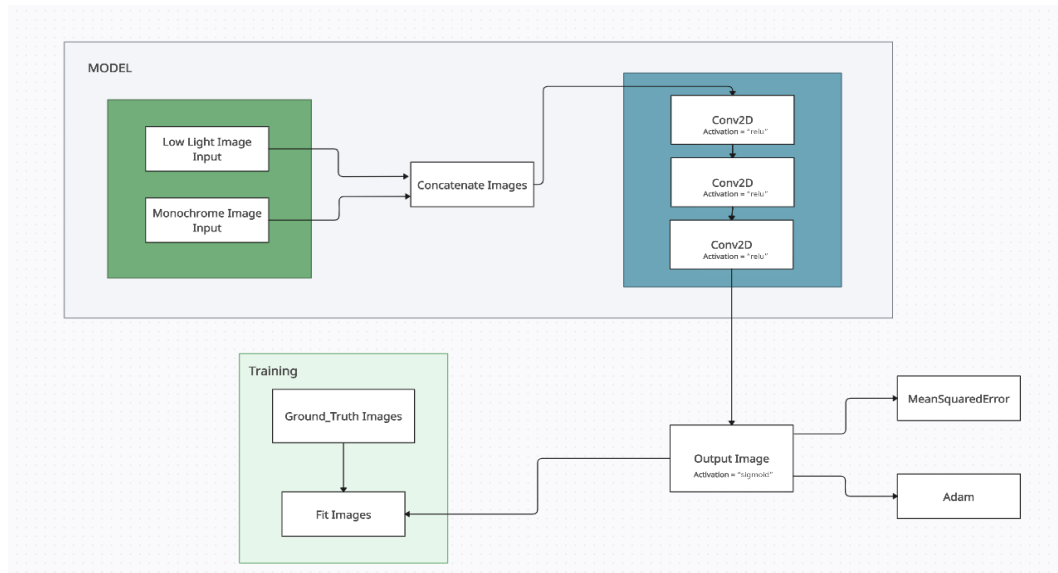 MODEL
Low Light Image
Input
Monochrome Image
Input
Concatenate Images
Conv2D
Activation = "relu"
Conv2D
Activation = "relu"
Conv2D
Activation = "relu"
Training
Ground_Truth Images
Fit Images
Output Image
Activation = "sigmoid"
MeanSquaredError
Adam